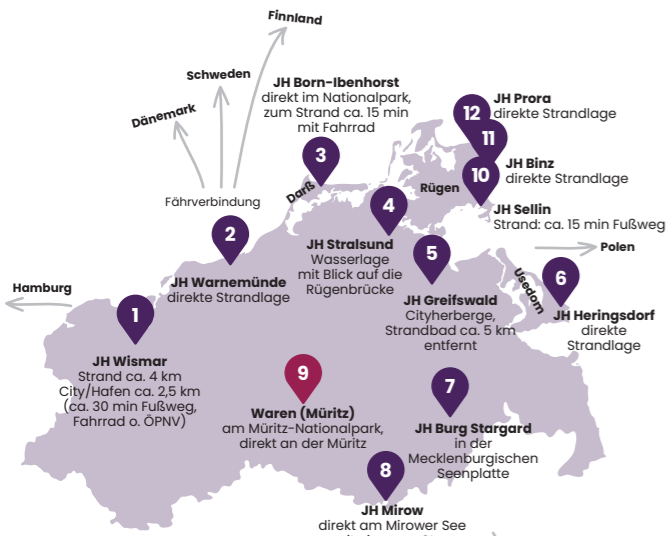 Finnland
Schweden
Dänemark
Fährverbindung
JH Born-Ibenhorst
direkt im Nationalpark,
zum Strand ca. 15 min
mit Fahrrad
3
Darß
12
JH Prora
direkte Strandlage
11
JH Binz
direkte Strandlage
10
JH Sellin
Strand: ca. 15 min Fußweg
Rügen
Polen
4
JH Stralsund
Wasserlage
mit Blick auf die
Rügenbrücke
2
JH Warnemünde
direkte Strandlage
5
JH Greifswald
Cityherberge,
Strandbad ca. 5 km
entfernt
Usedom
6
JH Heringsdorf
direkte
Strandlage
Hamburg
1
JH Wismar
Strand ca. 4 km
City/Hafen ca. 2,5 km
(ca. 30 min Fußweg,
Fahrrad o. ÖPNV)
9
Waren (Müritz)
am Müritz-Nationalpark,
direkt an der Müritz
7
JH Burg Stargard
in der
Mecklenburgischen
Seenplatte
8
JH Mirow
direkt am Mirower See